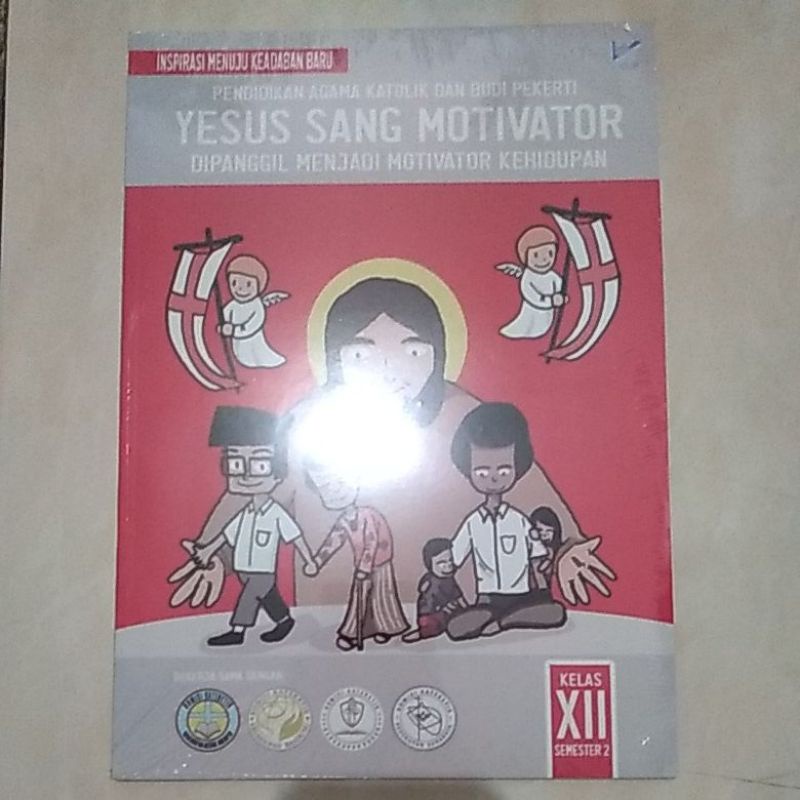 INSPIRASI MENUJU KEADABAN BARU
PENDIDIKAN AGAMA KATOLIK DAN BUDI PEKERTI
YESUS SANG MOTIVATOR
DIPANGGIL MENJADI MOTIVATOR KEHIDUPAN
KELAS
XII
SEMESTER 2